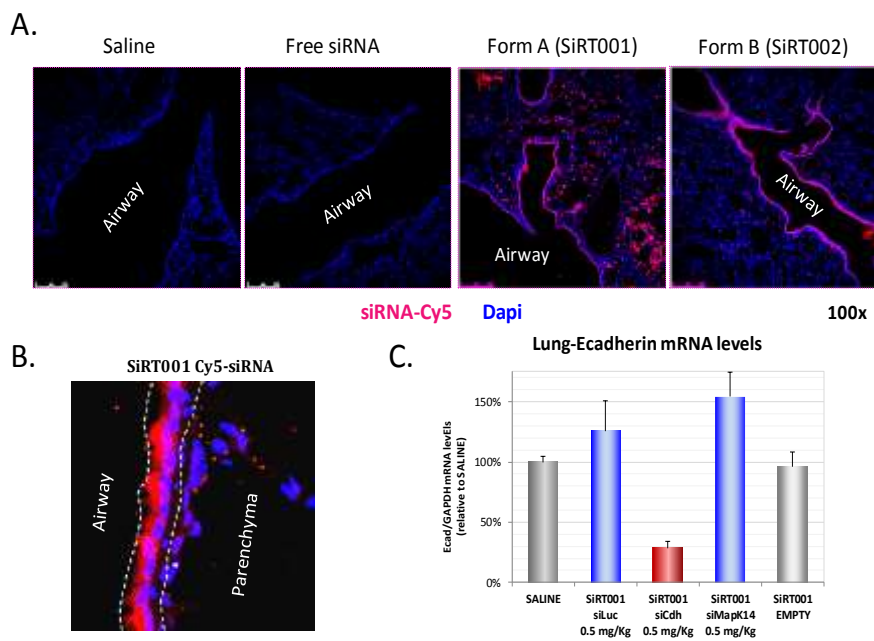 A.
Saline
Free siRNA
Form A (SiRT001)
Form B (SiRT002)
Airway
Airway
Airway
Airway
siRNA-Cy5 Dapi
100x
B.
SiRT001 Cy5-siRNA
Airway
Parenchyma
C.
Lung-Ecadherin mRNA levels
Ecad/GAPDH mRNA levEls
(relative to SALINE)
150%
100%
50%
0%
SALINE
SiRT001
siLuc
0.5 mg/Kg
SiRT001
siCdh
0.5 mg/Kg
SiRT001
siMapK14
0.5 mg/Kg
SiRT001
EMPTY